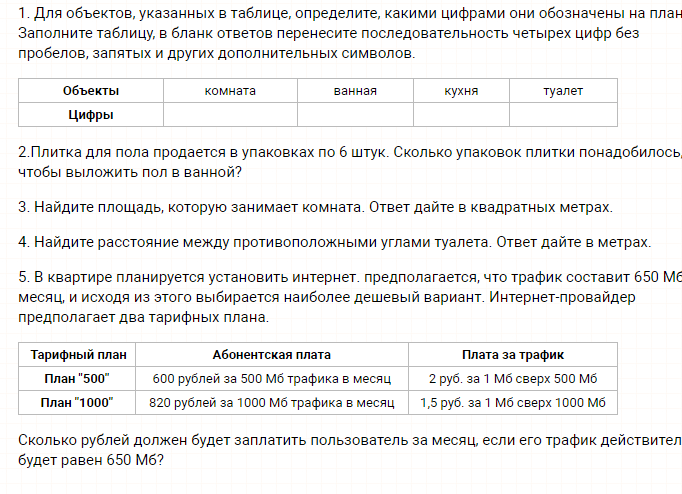 1. Для объектов, указанных в таблице, определите, какими цифрами они обозначены на план
Заполните таблицу, в бланк ответов перенесите последовательность четырех цифр без
пробелов, запятых и других дополнительных символов.
Объекты комната ванная кухня туалет
Цифры
2.Плитка для пола продается в упаковках по 6 штук. Сколько упаковок плитки понадобилось,
чтобы выложить пол в ванной?
3. Найдите площадь, которую занимает комната. Ответ дайте в квадратных метрах.
4. Найдите расстояние между противоположными углами туалета. Ответ дайте в метрах.
5. В квартире планируется установить интернет. предполагается, что трафик составит 650 Мб
месяц, и исходя из этого выбирается наиболее дешевый вариант. Интернет-провайдер
предполагает два тарифных плана.
Тарифный план Абонентская плата Плата за трафик
План "500" 600 рублей за 500 Мб трафика в месяц 2 руб. за 1 Мб сверх 500 Мб
План "1000" 820 рублей за 1000 Мб трафика в месяц 1,5 руб. за 1 Мб сверх 1000 Мб
Сколько рублей должен будет заплатить пользователь за месяц, если его трафик действител
будет равен 650 Мб?